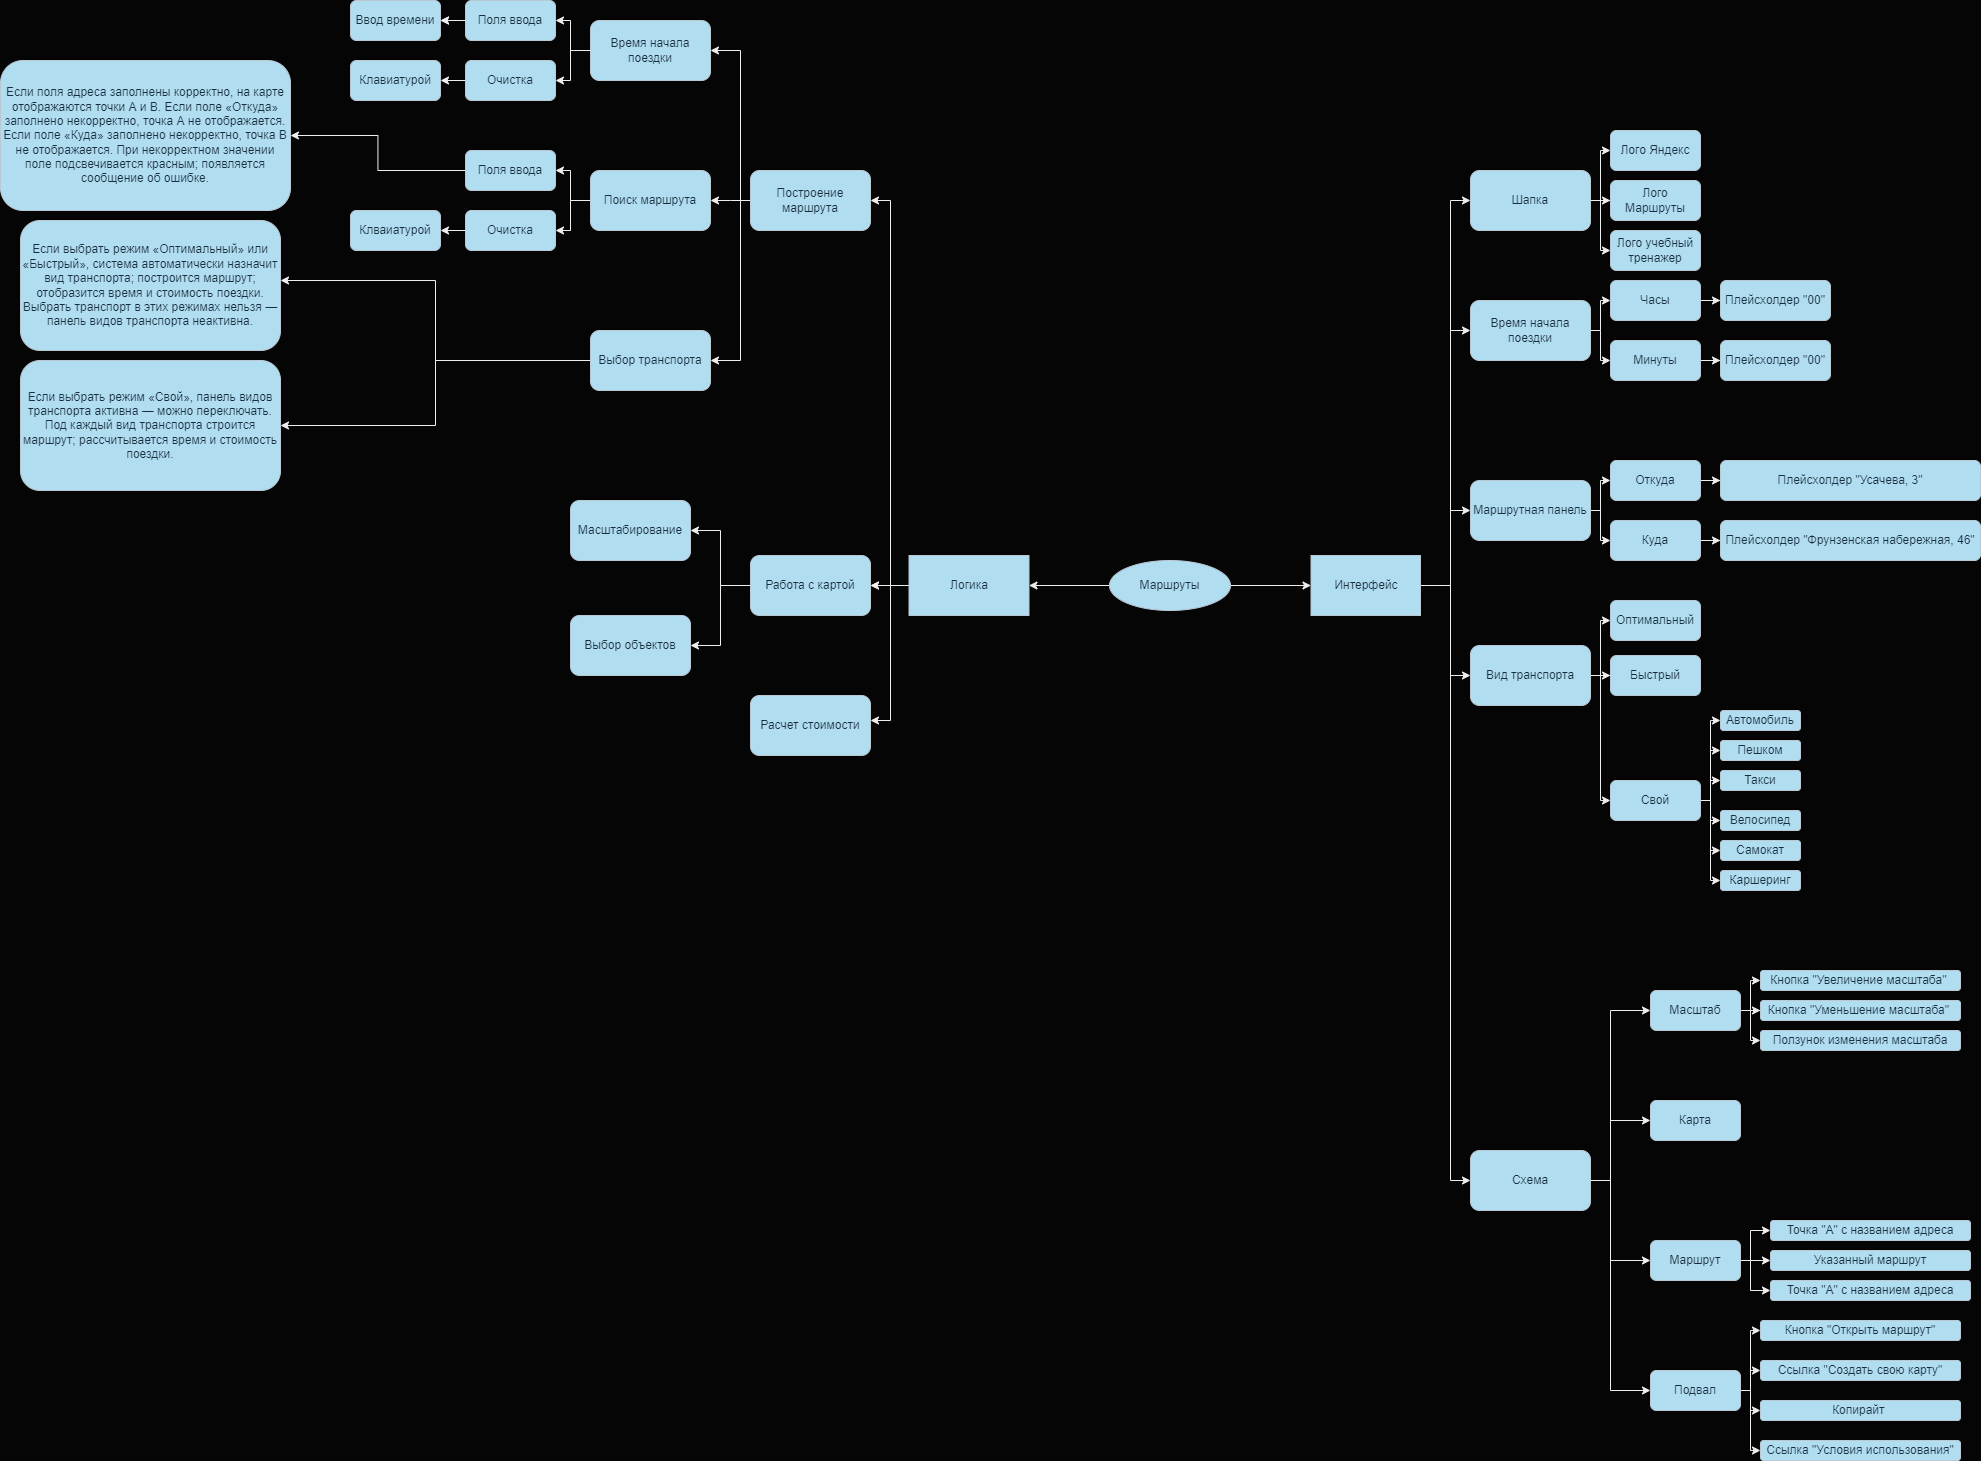 Ввод времени
Поля ввода
Время начала
поездки
Клавиатурой
Очистка
Если поля адреса заполнены корректно, на карте
отображаются точки А и В. Если поле «Откуда»
заполнено некорректно, точка А не отображается.
Если поле «Куда» заполнено некорректно, точка В
не отображается. При некорректном значении
поле подсвечивается красным; появляется
сообщение об ошибке.
Поля ввода
Поиск маршрута
Построение
маршрута
Клваиатурой
Очистка
Если выбрать режим «Оптимальный» или
«Быстрый», система автоматически назначит
вид транспорта; построится маршрут;
отобразится время и стоимость поездки.
Выбрать транспорт в этих режимах нельзя —
панель видов транспорта неактивна.
Выбор транспорта
Если выбрать режим «Свой», панель видов
транспорта активна — можно переключать.
Под каждый вид транспорта строится
маршрут; рассчитывается время и стоимость
поездки.
Масштабирование
Работа с картой
Выбор объектов
Расчет стоимости
Логика
Маршруты
Интерфейс
Шапка
Лого Яндекс
Лого
Маршруты
Лого учебный
тренажер
Время начала
поездки
Часы
Плейсхолдер "00"
Минуты
Плейсхолдер "00"
Маршрутная панель
Откуда
Плейсхолдер "Усачева, 3"
Куда
Плейсхолдер "Фрунзенская набережная, 46"
Вид транспорта
Оптимальный
Быстрый
Свой
Автомобиль
Пешком
Такси
Велосипед
Самокат
Каршеринг
Схема
Масштаб
Кнопка "Увеличение масштаба"
Кнопка "Уменьшение масштаба"
Ползунок изменения масштаба
Карта
Маршрут
Точка "А" с названием адреса
Указанный маршрут
Точка "А" с названием адреса
Подвал
Кнопка "Открыть маршрут"
Ссылка "Создать свою карту"
Копирайт
Ссылка "Условия использования"